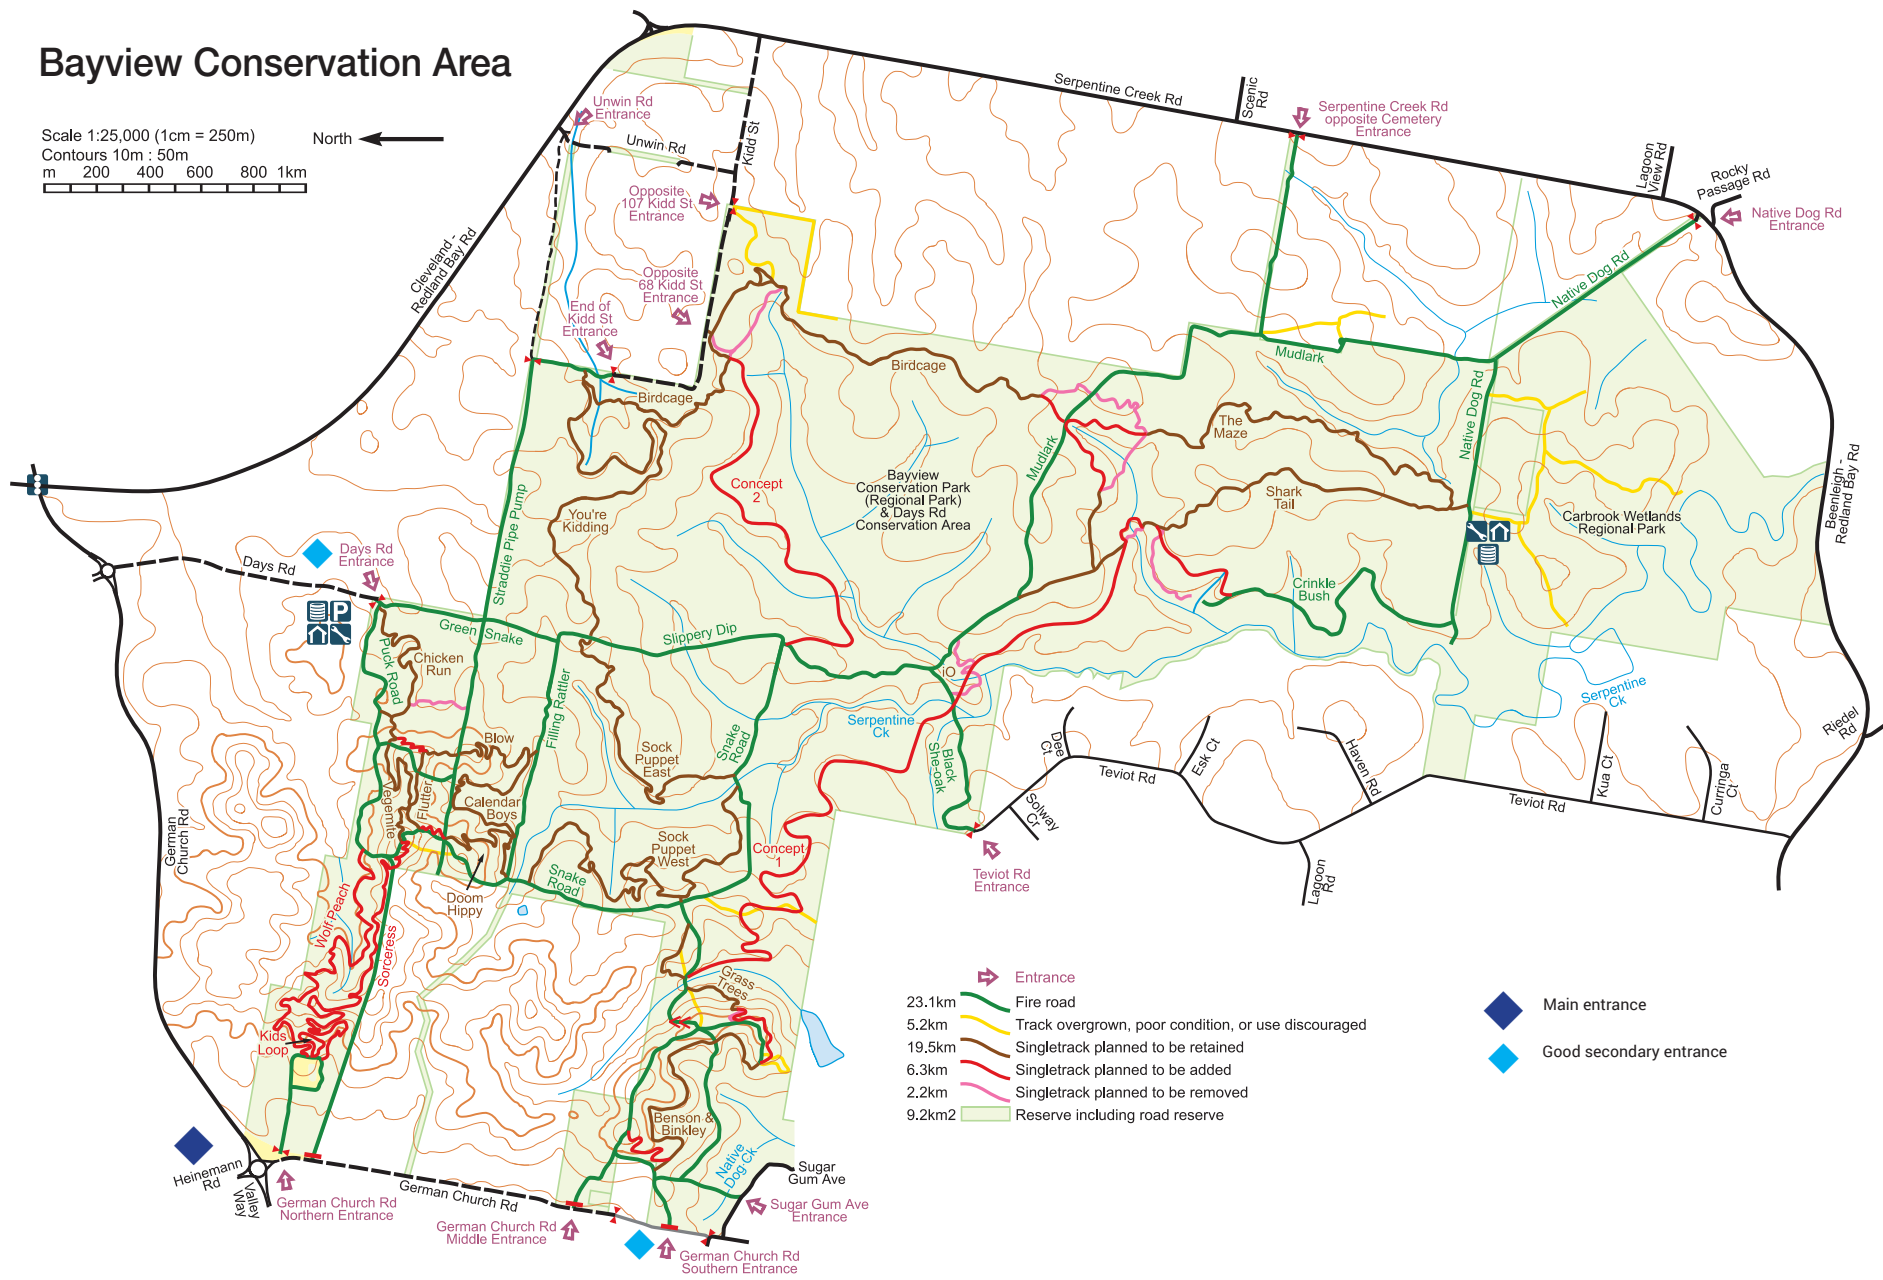 Bayview Conservation Area
Scale 1:25,000 (1cm = 250m)
Contours 10m : 50m
m 200 400 600 800 1km
North
Unwin Rd
Entrance
Unwin Rd
Kidd St
Serpentine Creek Rd
Scenic
Rd
Serpentine Creek Rd
opposite Cemetery
Entrance
Lagoon
View Rd
Rocky
Passage Rd
Native Dog Rd
Entrance
Opposite
107 Kidd St
Entrance
Opposite
68 Kidd St
Entrance
End of
Kidd St
Entrance
Cleveland -
Redland Bay Rd
Native Dog Rd
Mudlark
Birdcage
Birdcage
Native Dog Rd
The
Maze
Mudlark
Concept
2
Bayview
Conservation Park
(Regional Park)
& Days Rd
Conservation Area
Shark
Tail
Carbrook Wetlands
Regional Park
Beenleigh -
Redland Bay Rd
You're
Kidding
Straddie Pipe Pump
Days Rd
Entrance
Days Rd
P
Crinkle
Bush
Green Snake
Slippery Dip
Puck Road
Chicken
Run
iO
Filling Rattler
Serpentine
Ck
Serpentine
Ck
Riedel
Rd
Blow
Sock
Puppet
East
Snake
Road
Black
She-oak
Dee
Ct
Teviot Rd
Esk Ct
Haven Rd
Kua Ct
Curringa
Ct
Teviot Rd
Vegemite
Flutter
Calendar
Boys
Solway
Cr
German
Church Rd
Sock
Puppet
West
Concept
1
Teviot Rd
Entrance
Lagoon
Rd
Snake
Road
Doom
Hippy
Wolf Peach
Sorceress
Grass
Trees
Kids
Loop
Benson &
Binkley
Native
Dog Ck
Sugar
Gum Ave
Sugar Gum Ave
Entrance
Heinemann
Rd
Valley
Way
German Church Rd
Northern Entrance
German Church Rd
German Church Rd
Middle Entrance
German Church Rd
Southern Entrance
Entrance
23.1km Fire road
5.2km Track overgrown, poor condition, or use discouraged
19.5km Singletrack planned to be retained
6.3km Singletrack planned to be added
2.2km Singletrack planned to be removed
9.2km2 Reserve including road reserve
Main entrance
Good secondary entrance